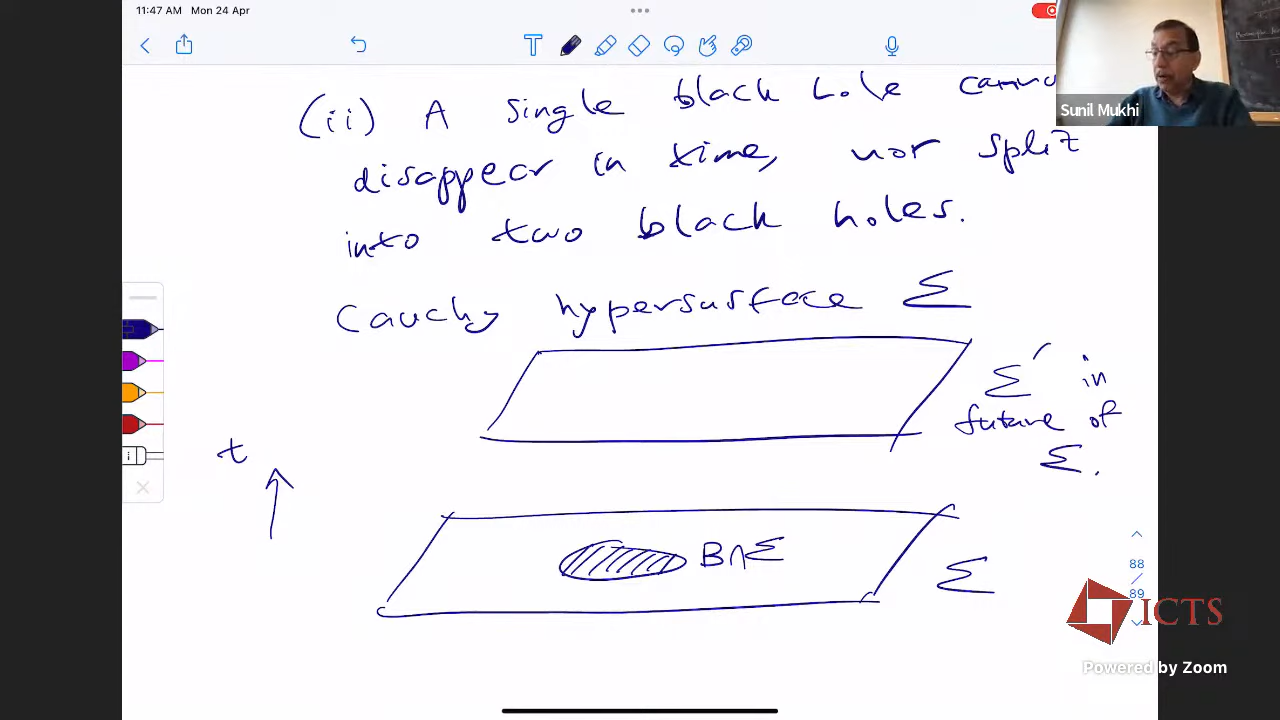 11:47 AM Mon 24 Apr
Sunil Mukhi
(ii) A single black hole
disappear in time, nor split
into two black holes.
Cauchy hypersurface Σ
Σ′ in
future of
Σ.
t
B∩Σ
Σ
88
/
89
ICTS
Powered by Zoom